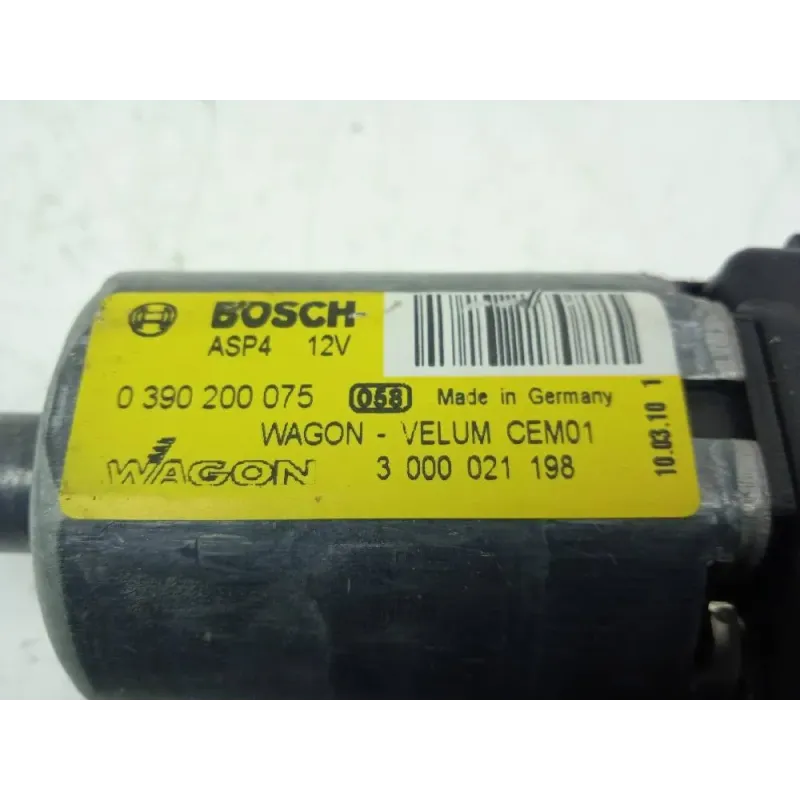 BOSCH
ASP4 12V
0 390 200 075 058 Made in Germany
WAGON - VELUM CEM01
WAGON 3 000 021 198
10.03.10 1